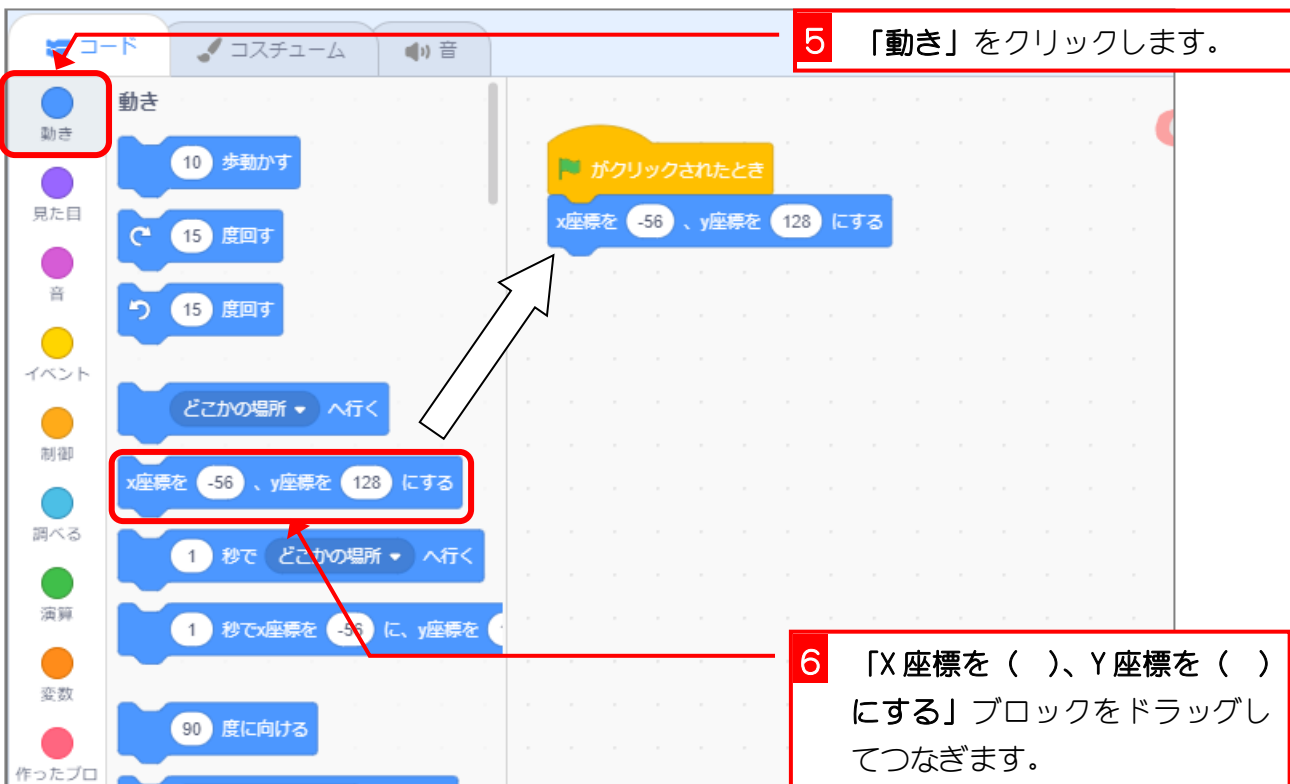 コード
コスチューム
音
5 「動き」をクリックします。
動き
見た目
音
イベント
制御
調べる
演算
変数
作ったブロ
動き
10 歩動かす
15 度回す
15 度回す
どこかの場所 へ行く
x座標を -56 、y座標を 128 にする
1 秒で どこかの場所 へ行く
1 秒でx座標を -56 に、y座標を
90 度に向ける
がクリックされたとき
x座標を -56 、y座標を 128 にする
6 「X座標を（　）、Y座標を（　）
にする」ブロックをドラッグし
てつなぎます。